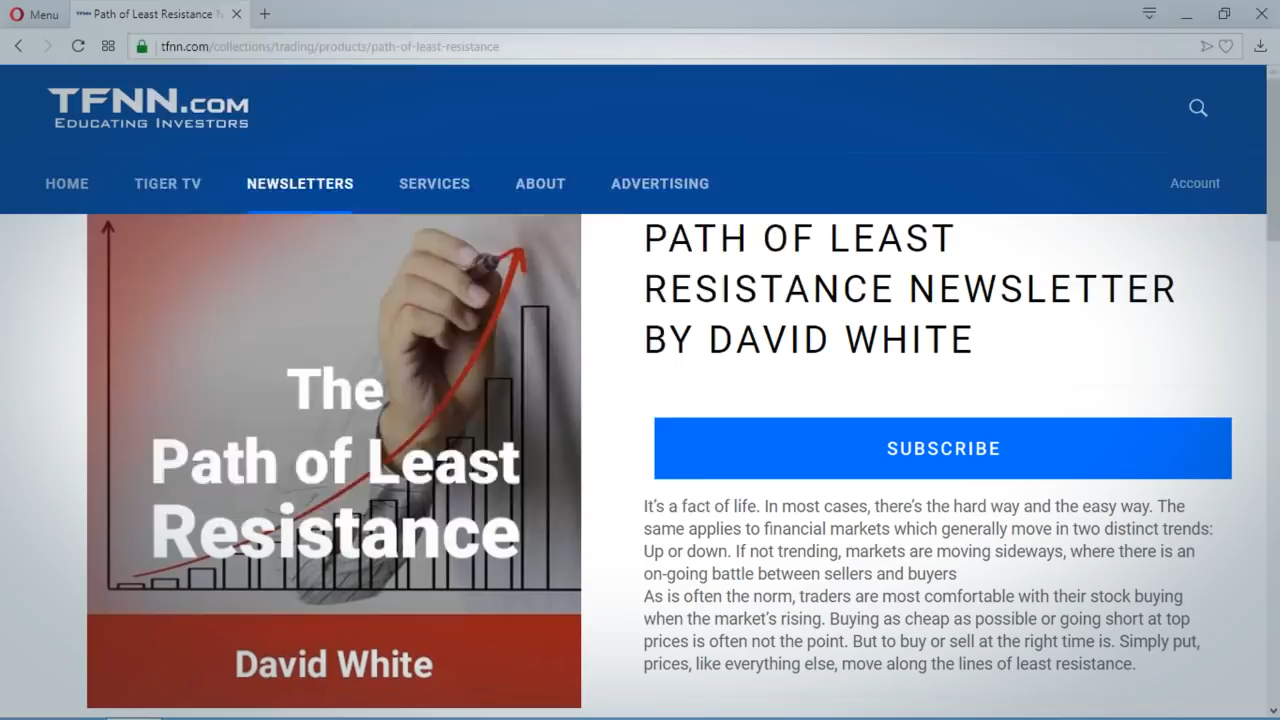 Menu
Path of Least Resistance
tfnn.com/collections/trading/products/path-of-least-resistance
TFNN.COM
EDUCATING INVESTORS
HOME
TIGER TV
NEWSLETTERS
SERVICES
ABOUT
ADVERTISING
Account
The
Path of Least
Resistance
David White
PATH OF LEAST
RESISTANCE NEWSLETTER
BY DAVID WHITE
SUBSCRIBE
It's a fact of life. In most cases, there's the hard way and the easy way. The
same applies to financial markets which generally move in two distinct trends:
Up or down. If not trending, markets are moving sideways, where there is an
on-going battle between sellers and buyers
As is often the norm, traders are most comfortable with their stock buying
when the market's rising. Buying as cheap as possible or going short at top
prices is often not the point. But to buy or sell at the right time is. Simply put,
prices, like everything else, move along the lines of least resistance.